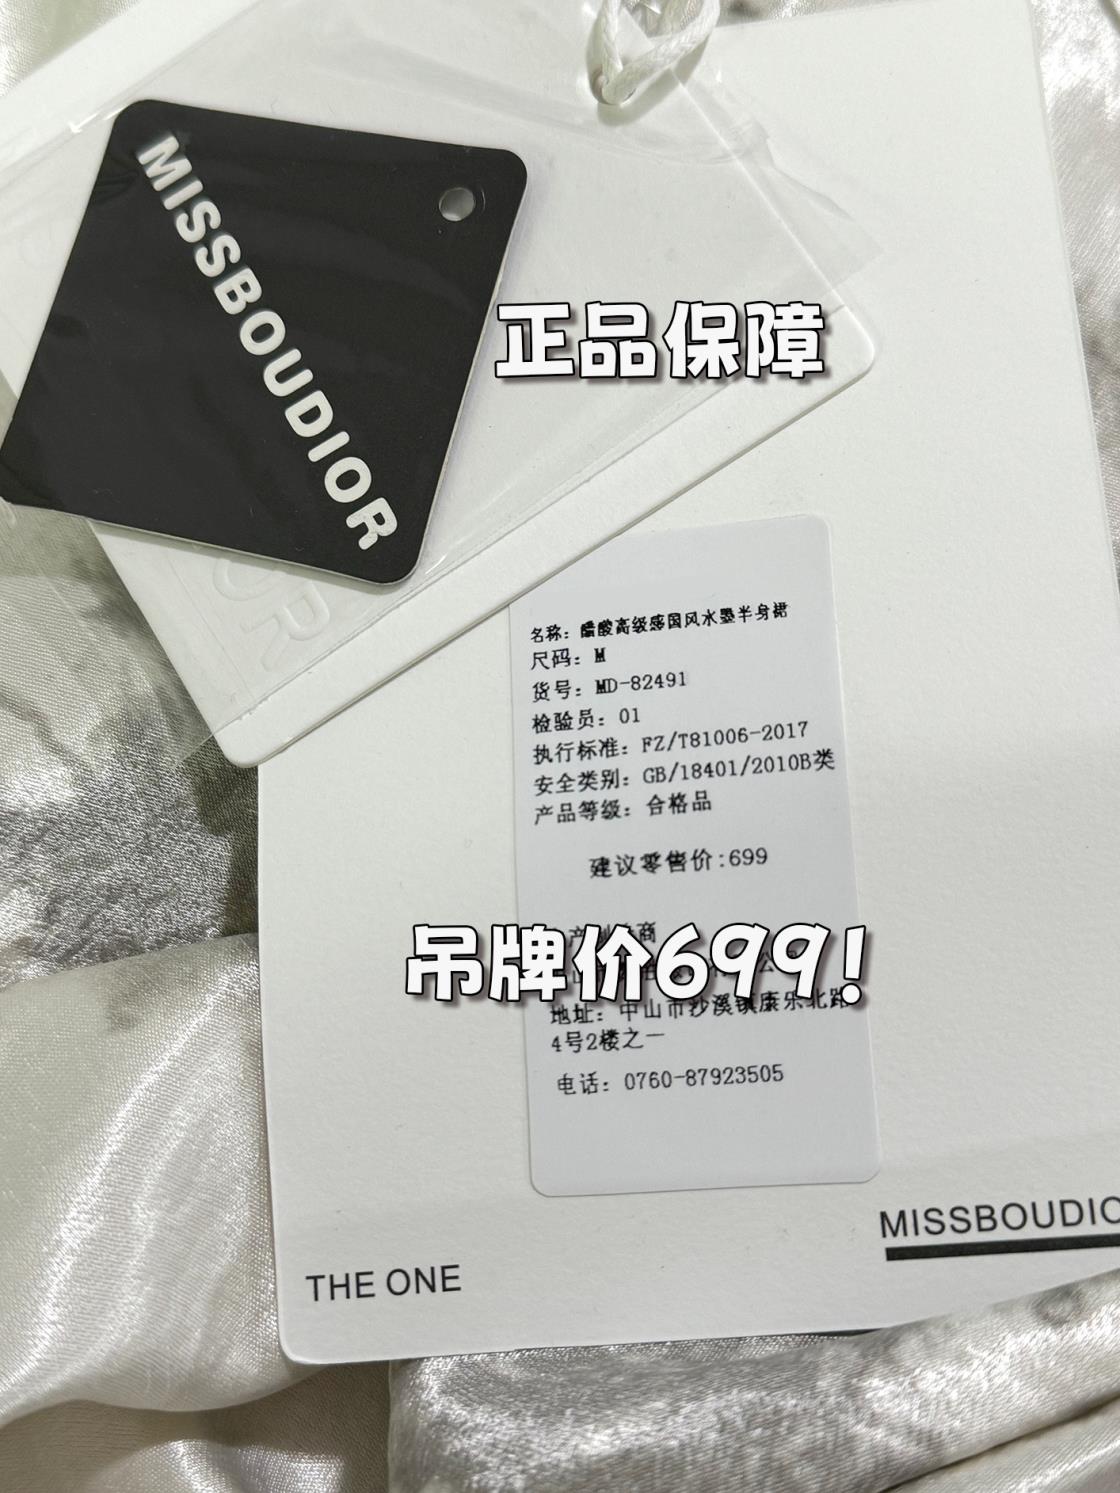 MISSBOUDIOR
正品保障
名称：醋酸高级感国风水墨半身裙
尺码：M
货号：MD-82491
检验员：01
执行标准：FZ/T81006-2017
安全类别：GB/18401/2010B类
产品等级：合格品
建议零售价:699
吊牌价699！
地址：中山市沙溪镇康乐北路
4号2楼之一
电话：0760-87923505
THE ONE
MISSBOUDIO